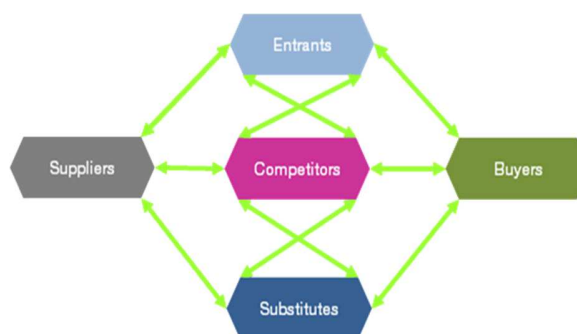 Entrants
Suppliers
Competitors
Buyers
Substitutes